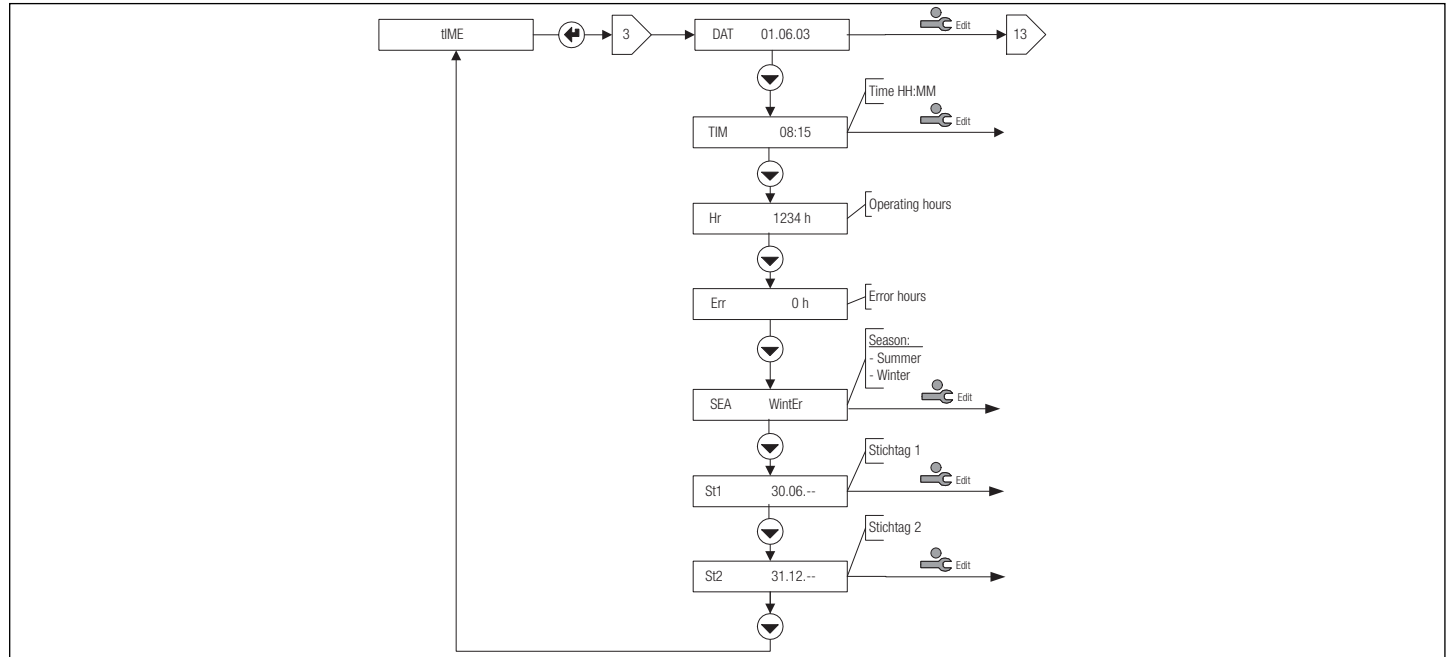 tIME
3
DAT 01.06.03
Edit
13
Time HH:MM
Edit
TIM 08:15
Operating hours
Hr 1234 h
Error hours
Err 0 h
Season:
- Summer
- Winter
Edit
SEA WintEr
Stichtag 1
Edit
St1 30.06.--
Stichtag 2
Edit
St2 31.12.--